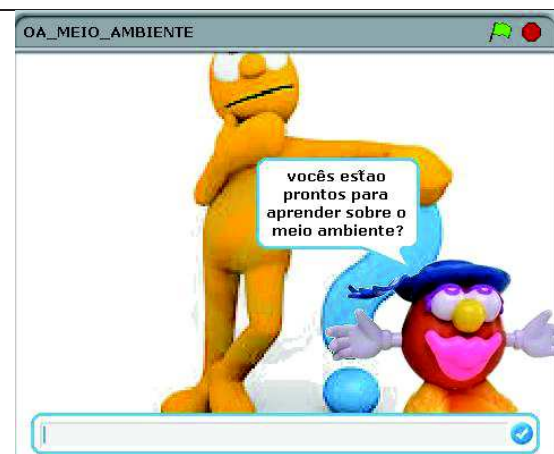 OA_MEIO_AMBIENTE
vocês estao
prontos para
aprender sobre o
meio ambiente?